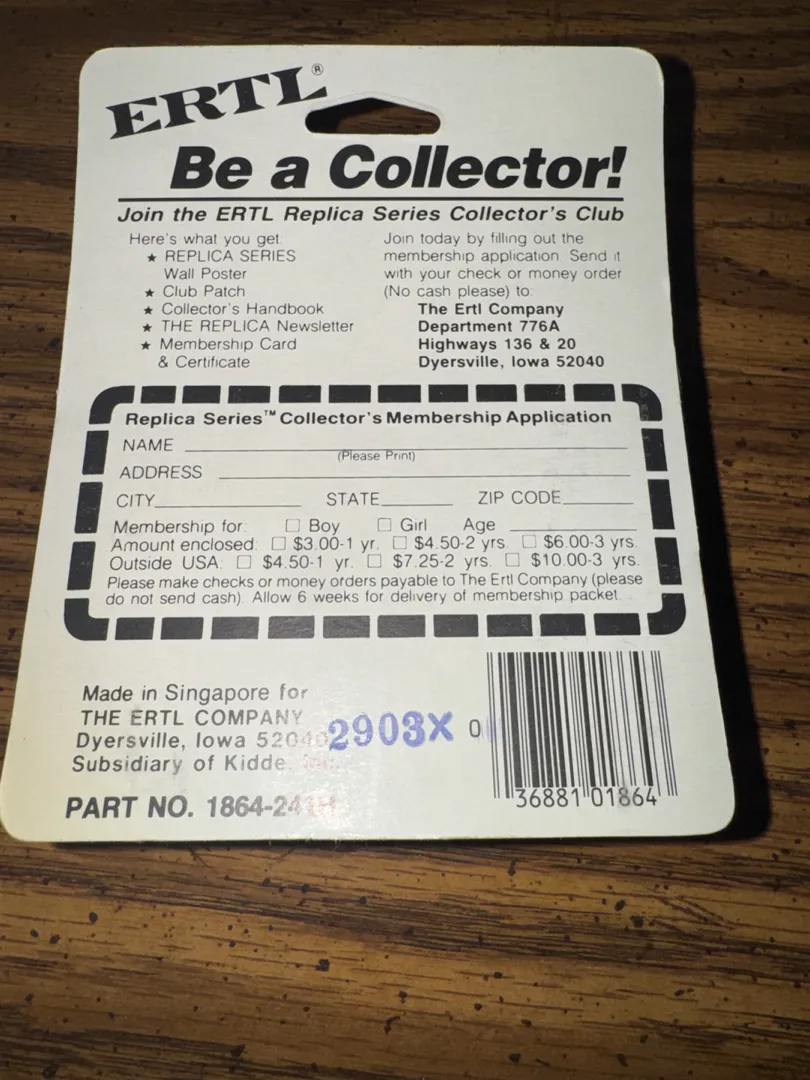 ERTL®
Be a Collector!
Join the ERTL Replica Series Collector's Club
Here's what you get:
★ REPLICA SERIES
Wall Poster
★ Club Patch
★ Collector's Handbook
★ THE REPLICA Newsletter
★ Membership Card
& Certificate
Join today by filling out the
membership application. Send it
with your check or money order
(No cash please) to:
The Ertl Company
Department 776A
Highways 136 & 20
Dyersville, Iowa 52040
Replica Series™ Collector's Membership Application
NAME
(Please Print)
ADDRESS
CITY STATE ZIP CODE
Membership for: ☐ Boy ☐ Girl Age
Amount enclosed: ☐ $3.00-1 yr. ☐ $4.50-2 yrs. ☐ $6.00-3 yrs.
Outside USA: ☐ $4.50-1 yr. ☐ $7.25-2 yrs. ☐ $10.00-3 yrs.
Please make checks or money orders payable to The Ertl Company (please
do not send cash). Allow 6 weeks for delivery of membership packet.
Made in Singapore for
THE ERTL COMPANY
Dyersville, Iowa 52040
Subsidiary of Kidde, Inc.
PART NO. 1864-24
2903X
0 36881 01864